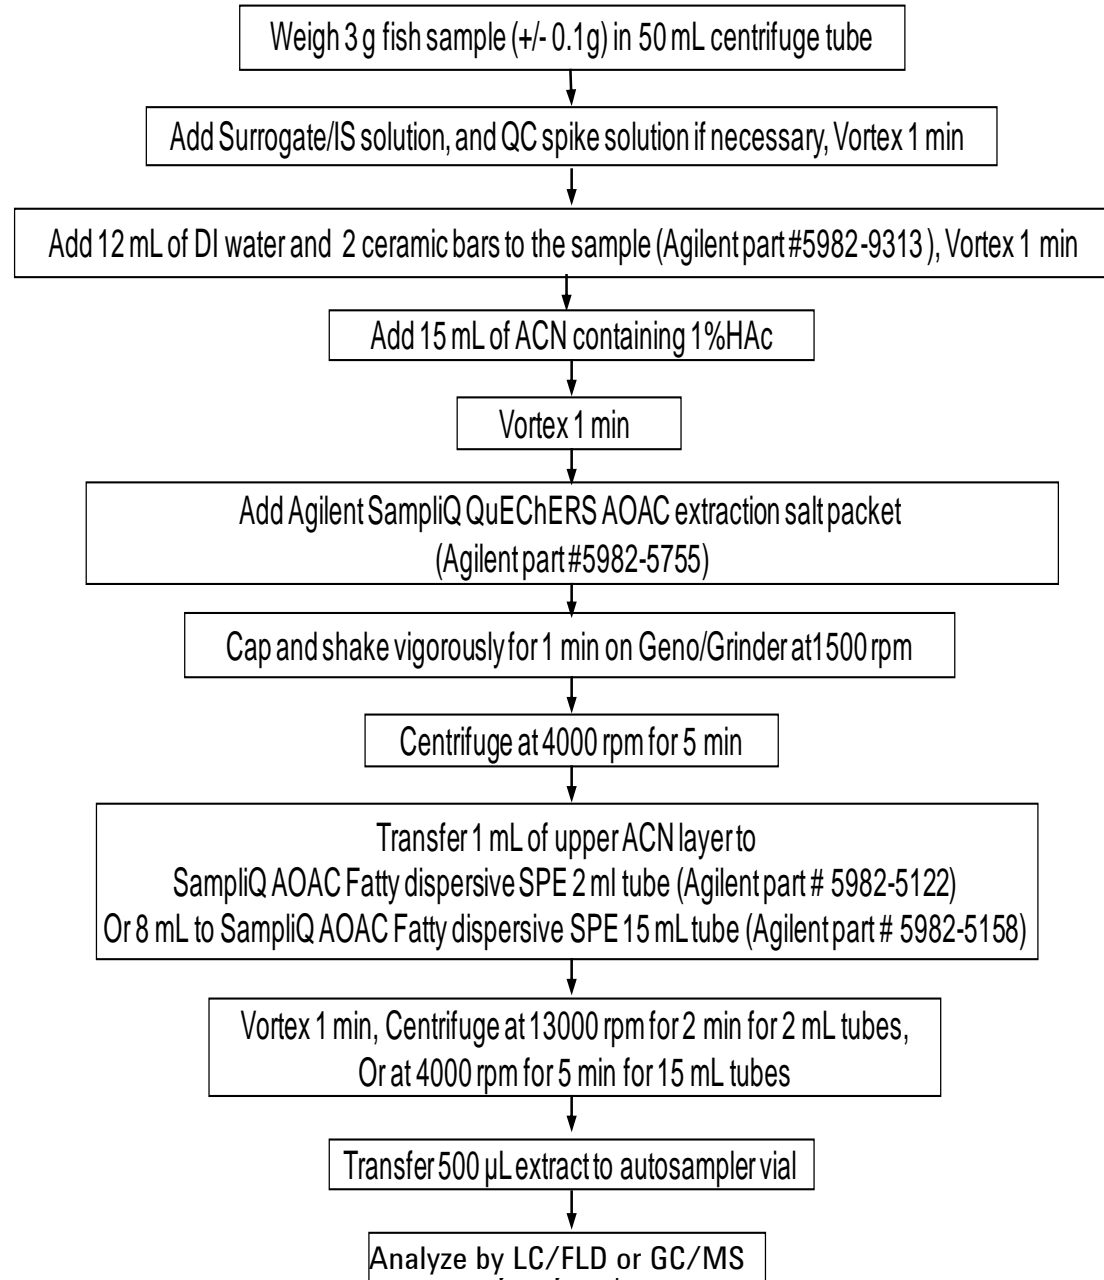 Weigh 3 g fish sample (+/- 0.1g) in 50 mL centrifuge tube
Add Surrogate/IS solution, and QC spike solution if necessary, Vortex 1 min
Add 12 mL of DI water and 2 ceramic bars to the sample (Agilent part #5982-9313 ), Vortex 1 min
Add 15 mL of ACN containing 1%HAc
Vortex 1 min
Add Agilent SampliQ QuEChERS AOAC extraction salt packet
(Agilent part #5982-5755)
Cap and shake vigorously for 1 min on Geno/Grinder at1500 rpm
Centrifuge at 4000 rpm for 5 min
Transfer 1 mL of upper ACN layer to
SampliQ AOAC Fatty dispersive SPE 2 ml tube (Agilent part # 5982-5122)
Or 8 mL to SampliQ AOAC Fatty dispersive SPE 15 mL tube (Agilent part # 5982-5158)
Vortex 1 min, Centrifuge at 13000 rpm for 2 min for 2 mL tubes,
Or at 4000 rpm for 5 min for 15 mL tubes
Transfer 500 µL extract to autosampler vial
Analyze by LC/FLD or GC/MS